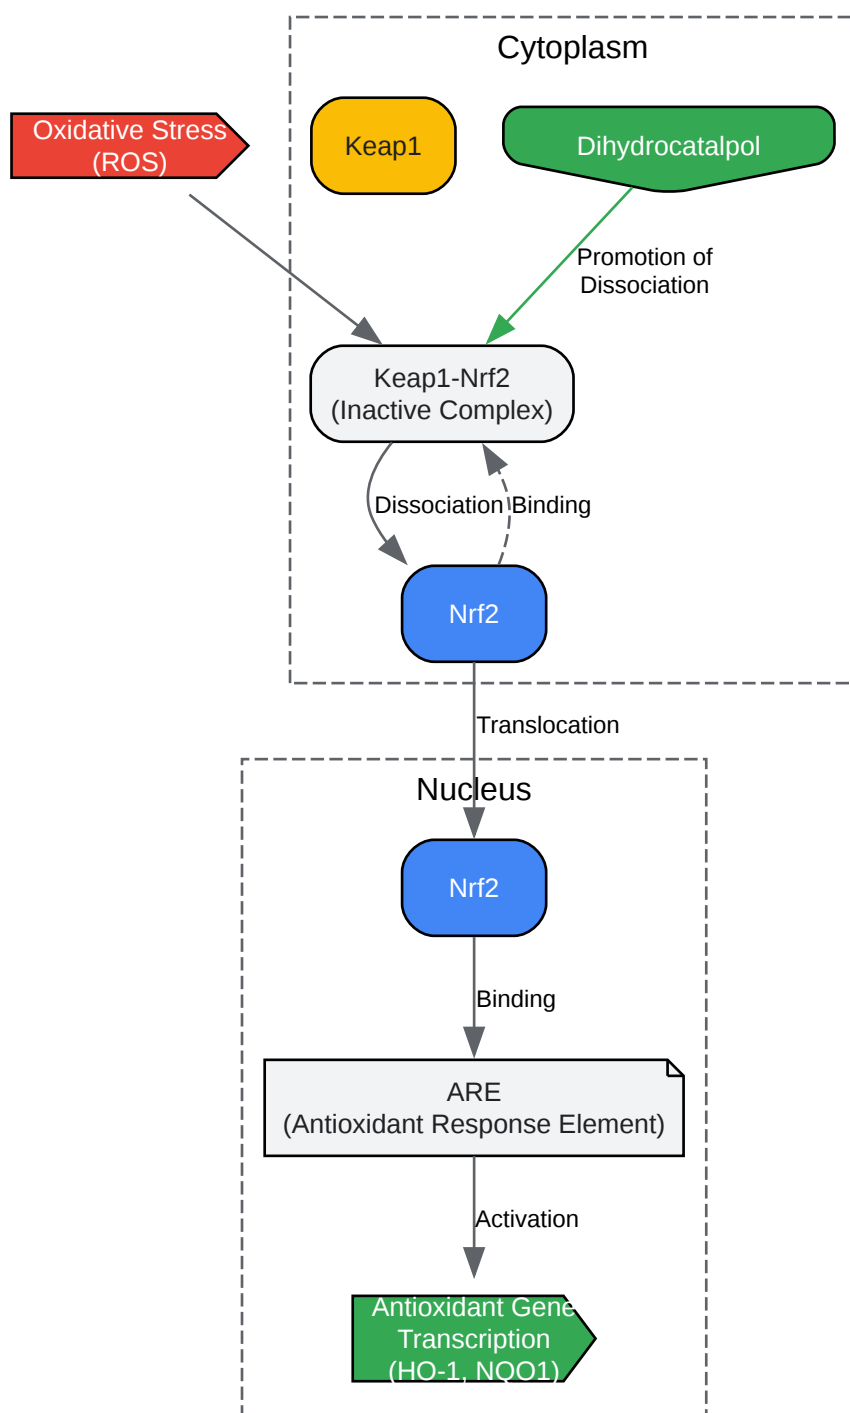 Cytoplasm
Oxidative Stress
(ROS)
Keap1
Dihydrocatalpol
Promotion of
Dissociation
Keap1-Nrf2
(Inactive Complex)
Dissociation
Binding
Nrf2
Translocation
Nucleus
Nrf2
Binding
ARE
(Antioxidant Response Element)
Activation
Antioxidant Gene
Transcription
(HO-1, NQO1)